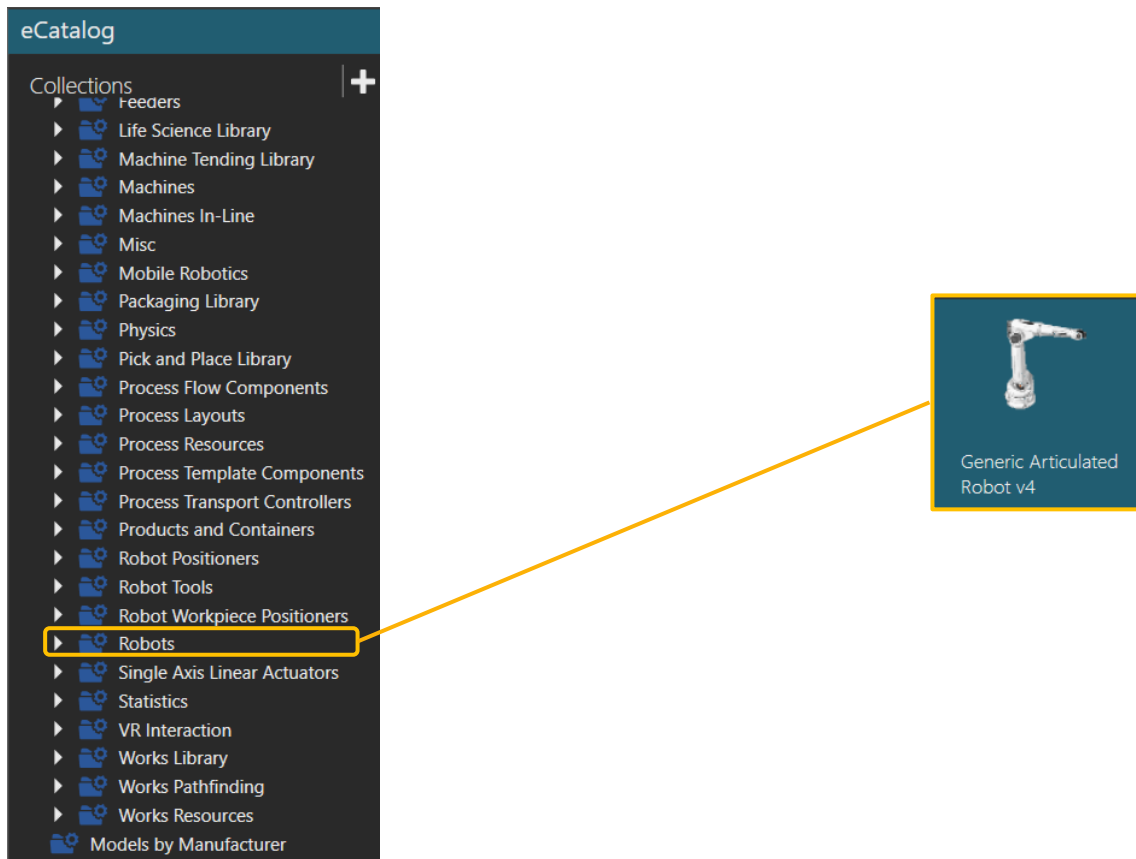 eCatalog
Collections
Feeders
Life Science Library
Machine Tending Library
Machines
Machines In-Line
Misc
Mobile Robotics
Packaging Library
Physics
Pick and Place Library
Process Flow Components
Process Layouts
Process Resources
Process Template Components
Process Transport Controllers
Products and Containers
Robot Positioners
Robot Tools
Robot Workpiece Positioners
Robots
Single Axis Linear Actuators
Statistics
VR Interaction
Works Library
Works Pathfinding
Works Resources
Models by Manufacturer
Generic Articulated
Robot v4